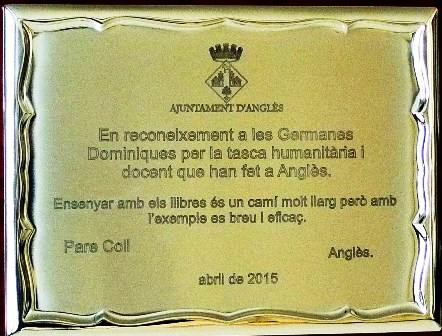 AJUNTAMENT D'ANGLÈS
En reconeixement a les Germanes
Dominiques per la tasca humanitària i
docent que han fet a Anglès.
Ensenyar amb els llibres és un camí molt llarg però amb
l'exemple es breu i eficaç.
Pare Coll
Anglès.
abril de 2015